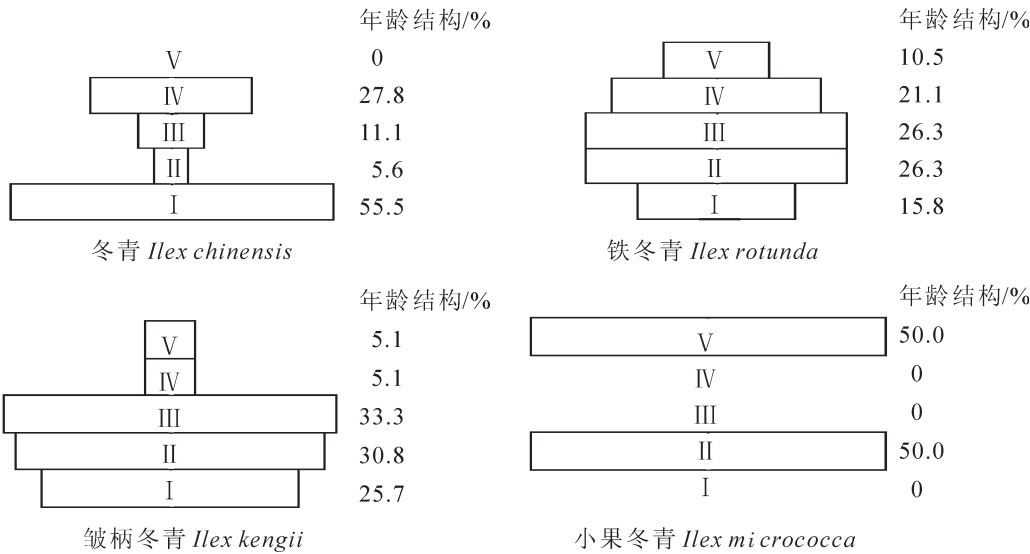 年龄结构/%
V 0
IV 27.8
III 11.1
II 5.6
I 55.5
冬青 Ilex chinensis
年龄结构/%
V 10.5
IV 21.1
III 26.3
II 26.3
I 15.8
铁冬青 Ilex rotunda
年龄结构/%
V 5.1
IV 5.1
III 33.3
II 30.8
I 25.7
皱柄冬青 Ilex kengii
年龄结构/%
V 50.0
IV 0
III 0
II 50.0
I 0
小果冬青 Ilex mi crococca